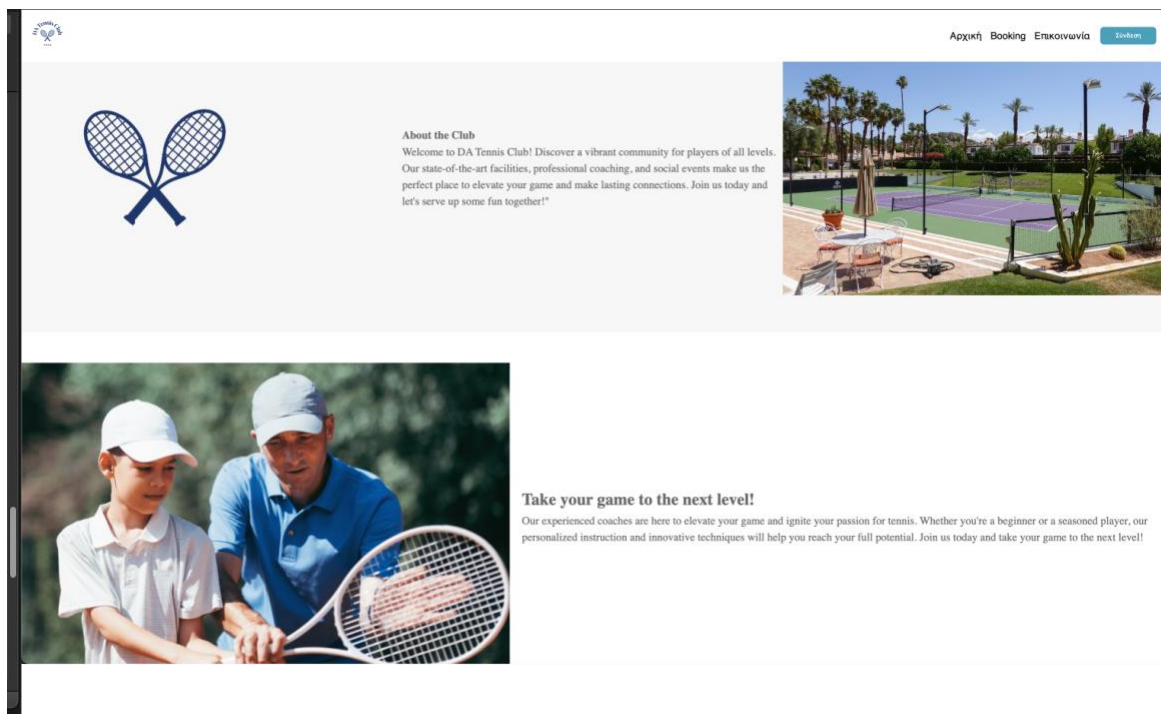 DA Tennis Club
Αρχική Booking Επικοινωνία Σύνδεση
About the Club
Welcome to DA Tennis Club! Discover a vibrant community for players of all levels.
Our state-of-the-art facilities, professional coaching, and social events make us the
perfect place to elevate your game and make lasting connections. Join us today and
let's serve up some fun together!"
Take your game to the next level!
Our experienced coaches are here to elevate your game and ignite your passion for tennis. Whether you're a beginner or a seasoned player, our
personalized instruction and innovative techniques will help you reach your full potential. Join us today and take your game to the next level!